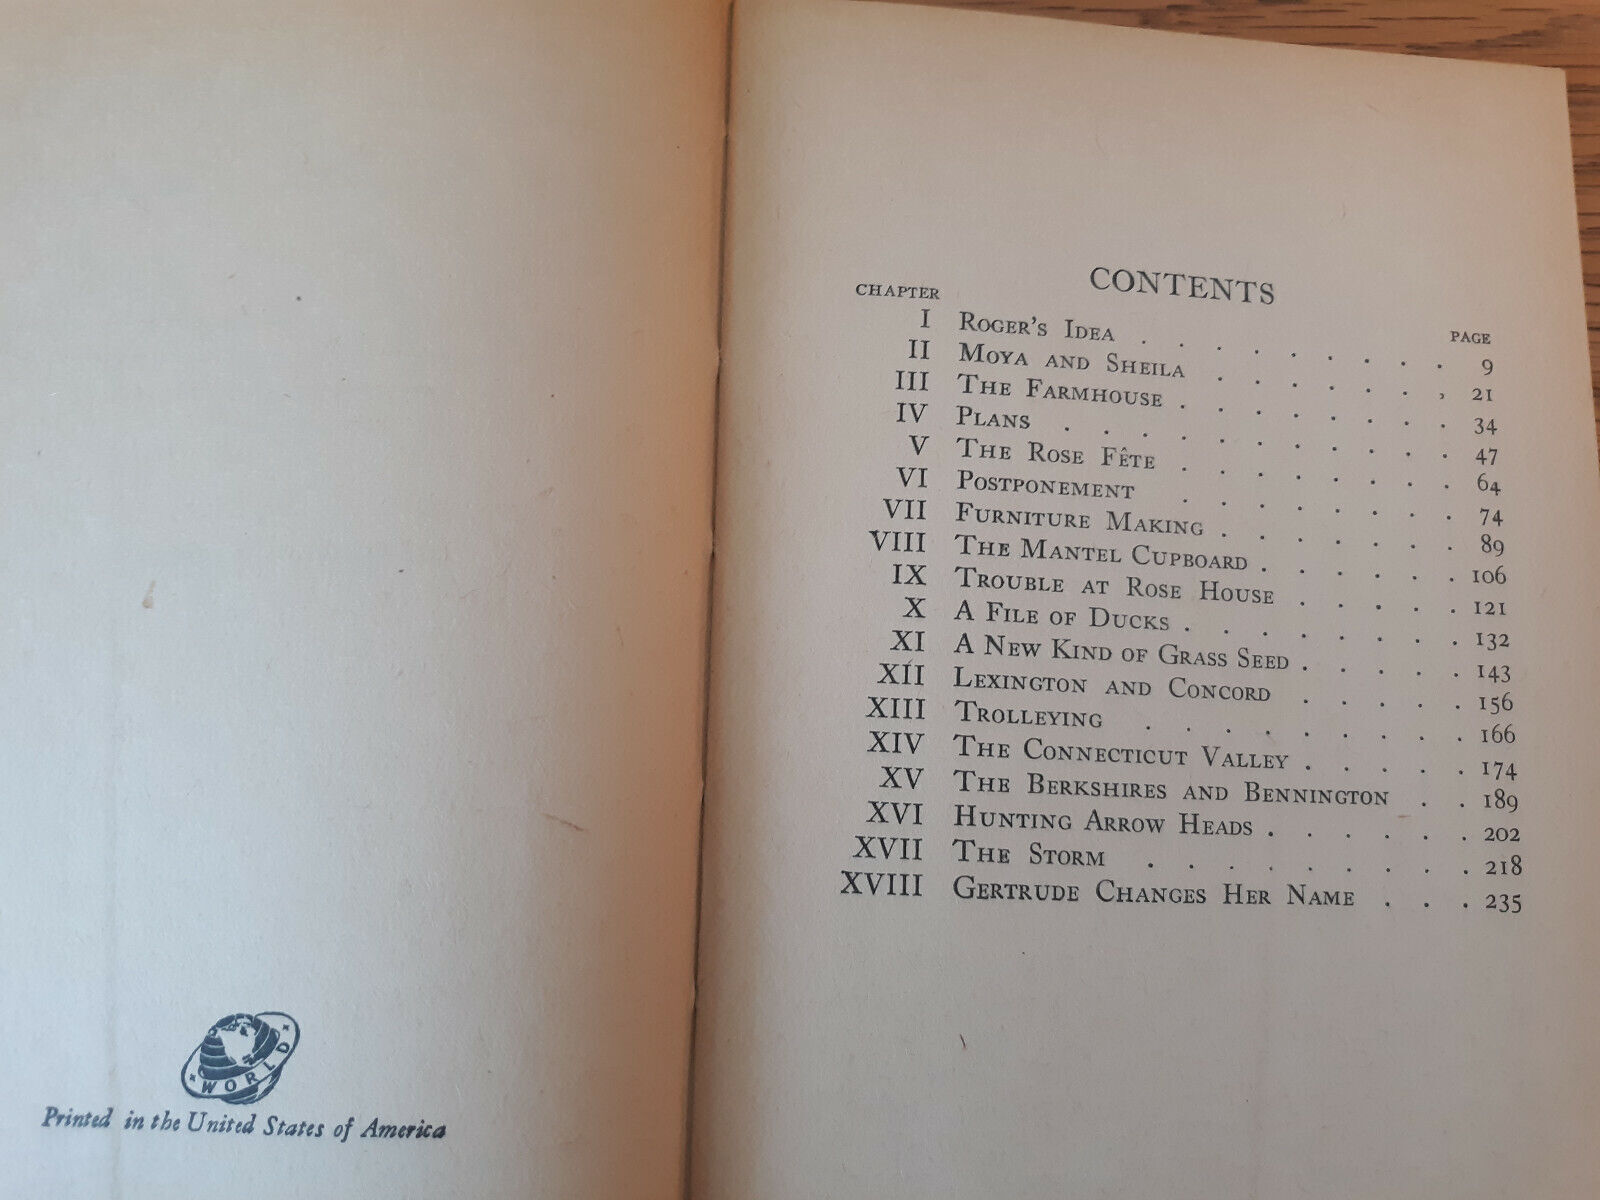 WORLD
Printed in the United States of America
CONTENTS
CHAPTER PAGE
I ROGER'S IDEA . . . . . . . . . 9
II MOYA AND SHEILA . . . . . . , 21
III THE FARMHOUSE . . . . . . . . 34
IV PLANS . . . . . . . . . . . 47
V THE ROSE FÊTE . . . . . . . . 64
VI POSTPONEMENT . . . . . . . . 74
VII FURNITURE MAKING . . . . . . . 89
VIII THE MANTEL CUPBOARD . . . . . . 106
IX TROUBLE AT ROSE HOUSE . . . . . 121
X A FILE OF DUCKS . . . . . . . . 132
XI A NEW KIND OF GRASS SEED . . . . . 143
XII LEXINGTON AND CONCORD . . . . . 156
XIII TROLLEYING . . . . . . . . . 166
XIV THE CONNECTICUT VALLEY . . . . . 174
XV THE BERKSHIRES AND BENNINGTON . . 189
XVI HUNTING ARROW HEADS . . . . . . 202
XVII THE STORM . . . . . . . . . 218
XVIII GERTRUDE CHANGES HER NAME . . . 235